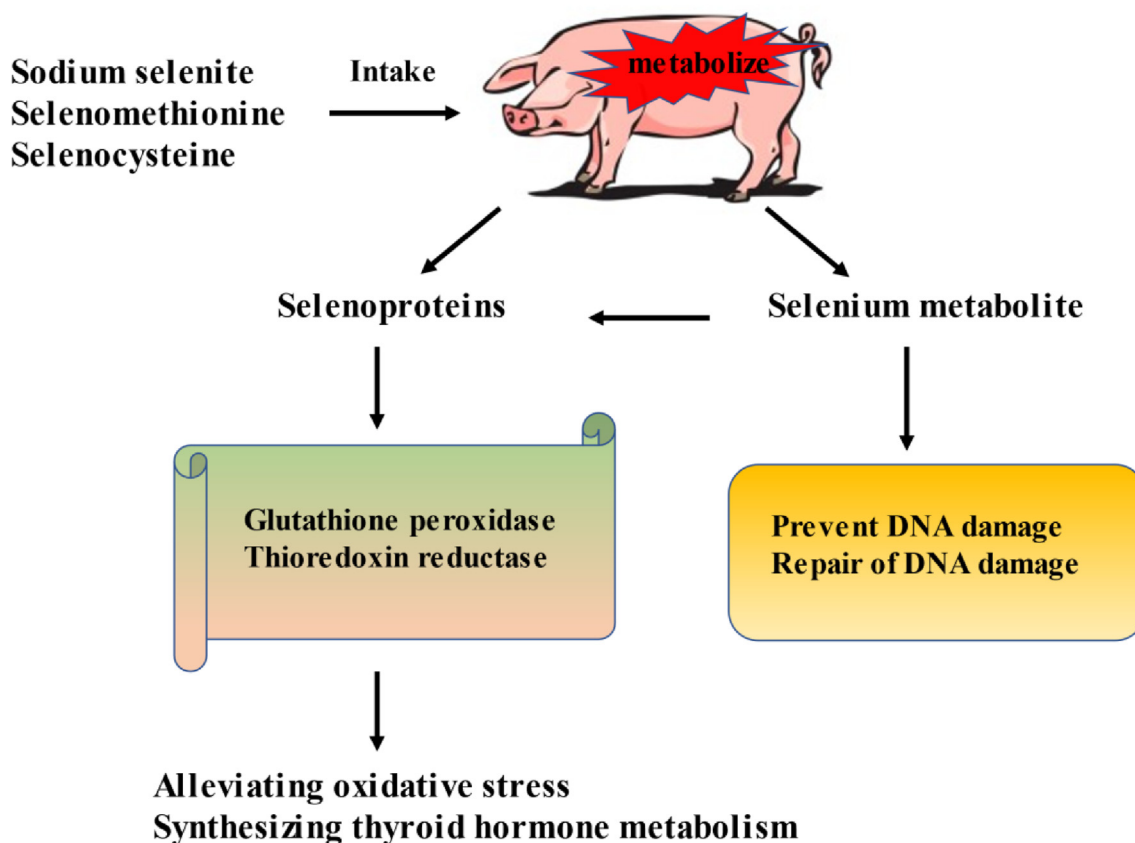 Sodium selenite
Selenomethionine
Selenocysteine
Intake
metabolize
Selenoproteins
Selenium metabolite
Glutathione peroxidase
Thioredoxin reductase
Prevent DNA damage
Repair of DNA damage
Alleviating oxidative stress
Synthesizing thyroid hormone metabolism